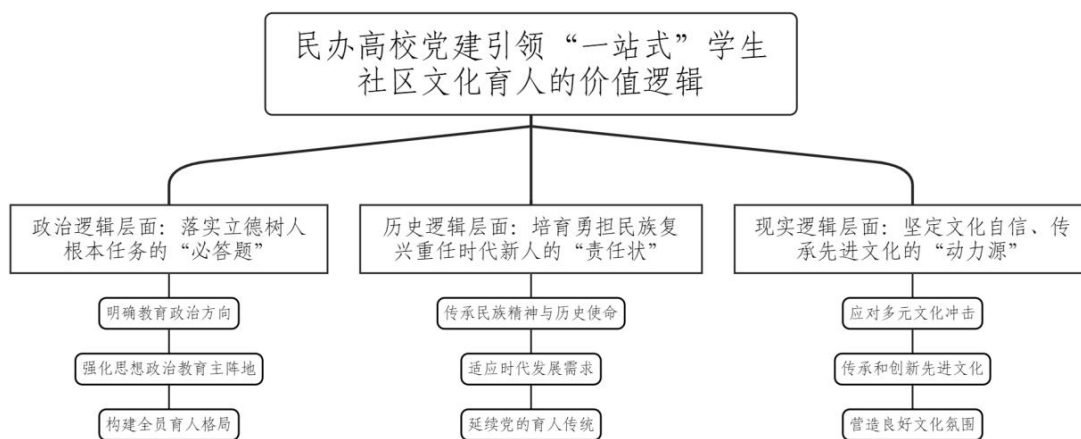 民办高校党建引领“一站式”学生
社区文化育人的价值逻辑
政治逻辑层面：落实立德树人
根本任务的“必答题”
明确教育政治方向
强化思想政治教育主阵地
构建全员育人格局
历史逻辑层面：培育勇担民族复
兴重任时代新人的“责任状”
传承民族精神与历史使命
适应时代发展需求
延续党的育人传统
现实逻辑层面：坚定文化自信、传
承先进文化的“动力源”
应对多元文化冲击
传承和创新先进文化
营造良好文化氛围